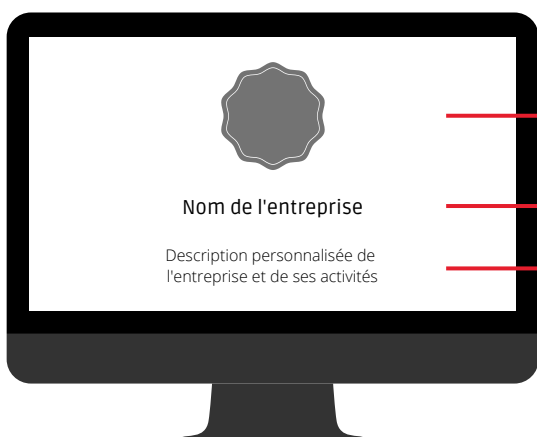 Nom de l'entreprise
Description personnalisée de
l'entreprise et de ses activités